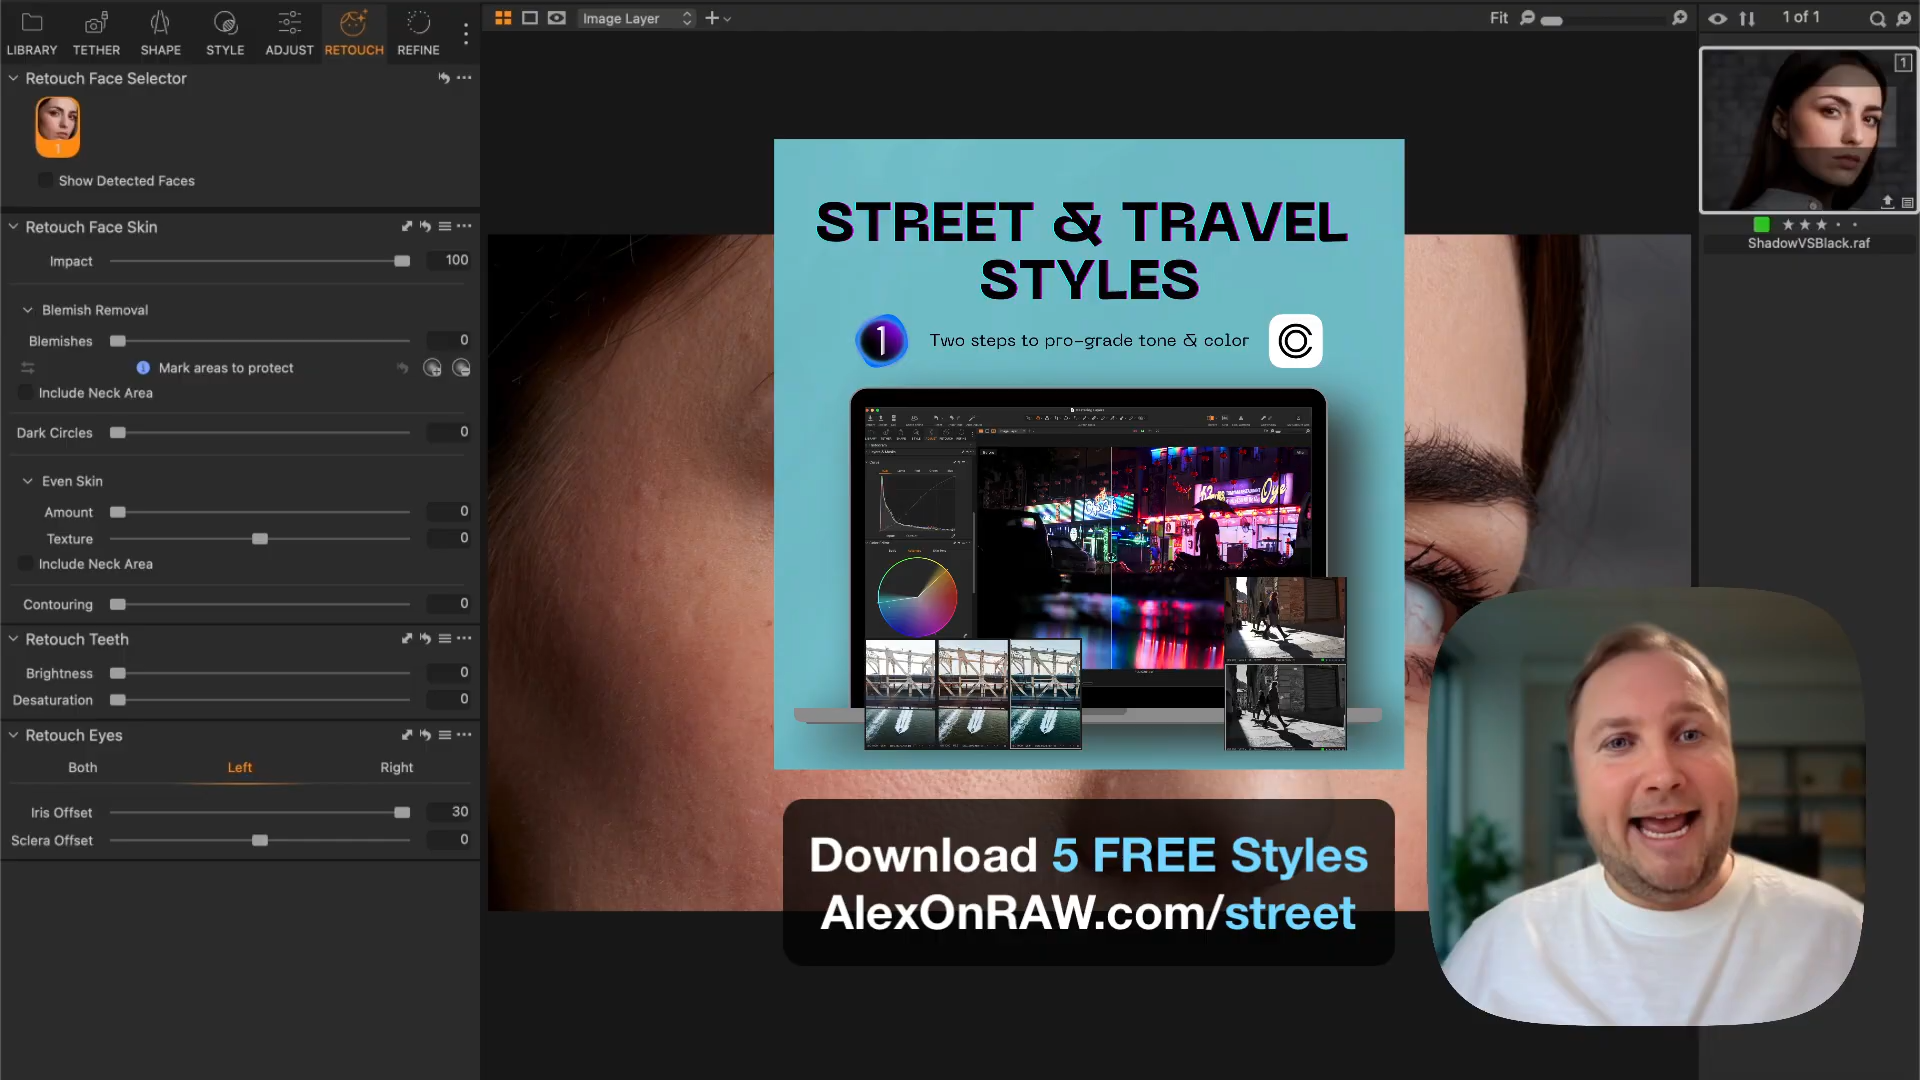 LIBRARY
TETHER
SHAPE
STYLE
ADJUST
RETOUCH
REFINE
Image Layer
Fit
1 of 1
Retouch Face Selector
1
Show Detected Faces
Retouch Face Skin
Impact 100
Blemish Removal
Blemishes 0
Mark areas to protect
Include Neck Area
Dark Circles 0
Even Skin
Amount 0
Texture 0
Include Neck Area
Contouring 0
Retouch Teeth
Brightness 0
Desaturation 0
Retouch Eyes
Both Left Right
Iris Offset 30
Sclera Offset 0
STREET & TRAVEL
STYLES
1
Two steps to pro-grade tone & color
Download 5 FREE Styles
AlexOnRAW.com/street
1
ShadowVSBlack.raf